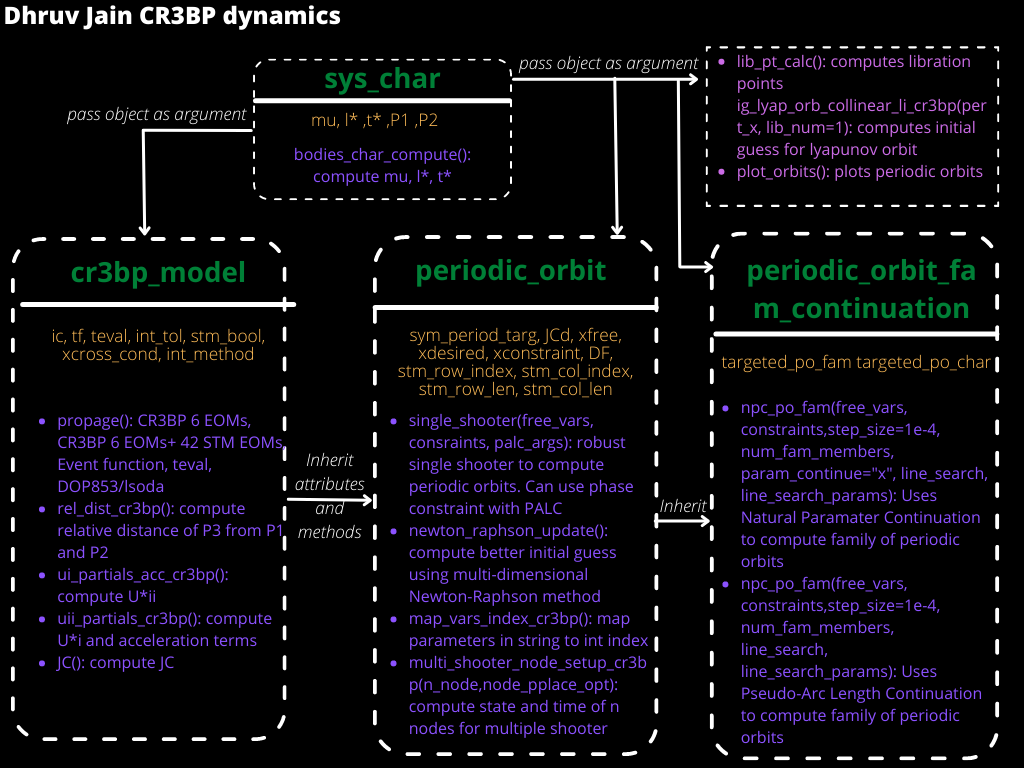 Dhruv Jain CR3BP dynamics
pass object as argument
sys_char
mu, l* ,t* ,P1 ,P2
bodies_char_compute():
compute mu, l*, t*
pass object as argument
• lib_pt_calc(): computes libration
points
ig_lyap_orb_collinear_li_cr3bp(per
t_x, lib_num=1): computes initial
guess for lyapunov orbit
• plot_orbits(): plots periodic orbits
cr3bp_model
ic, tf, teval, int_tol, stm_bool,
xcross_cond, int_method
• propage(): CR3BP 6 EOMs,
CR3BP 6 EOMs+ 42 STM EOMs,
Event function, teval,
DOP853/lsoda
• rel_dist_cr3bp(): compute
relative distance of P3 from P1
and P2
• ui_partials_acc_cr3bp():
compute U*ii
• uii_partials_cr3bp(): compute
U*i and acceleration terms
• JC(): compute JC
Inherit
attributes
and
methods
periodic_orbit
sym_period_targ, JCd, xfree,
xdesired, xconstraint, DF,
stm_row_index, stm_col_index,
stm_row_len, stm_col_len
• single_shooter(free_vars,
consraints, palc_args): robust
single shooter to compute
periodic orbits. Can use phase
constraint with PALC
• newton_raphson_update():
compute better initial guess
using multi-dimensional
Newton-Raphson method
• map_vars_index_cr3bp(): map
parameters in string to int index
• multi_shooter_node_setup_cr3b
p(n_node,node_pplace_opt):
compute state and time of n
nodes for multiple shooter
Inherit
periodic_orbit_fa
m_continuation
targeted_po_fam targeted_po_char
• npc_po_fam(free_vars,
constraints,step_size=1e-4,
num_fam_members,
param_continue="x", line_search,
line_search_params): Uses
Natural Paramater Continuation
to compute family of periodic
orbits
• npc_po_fam(free_vars,
constraints,step_size=1e-4,
num_fam_members,
line_search,
line_search_params): Uses
Pseudo-Arc Length Continuation
to compute family of periodic
orbits